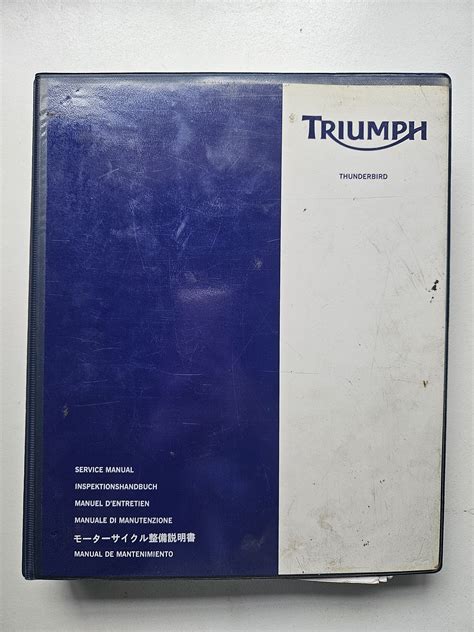 TRIUMPH
THUNDERBIRD
SERVICE MANUAL
INSPEKTIONSHANDBUCH
MANUEL D'ENTRETIEN
MANUALE DI MANUTENZIONE
モーターサイクル整備説明書
MANUAL DE MANTENIMIENTO